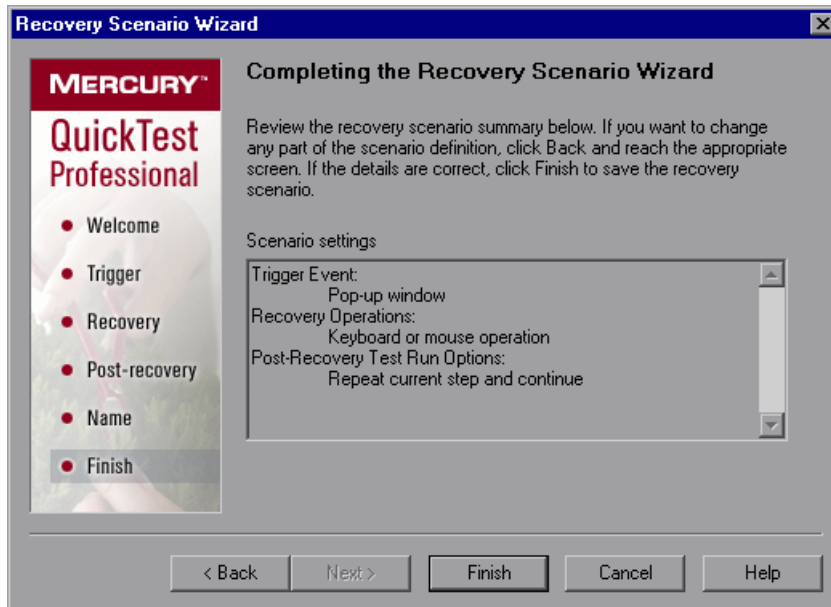 Recovery Scenario Wizard
MERCURY™
QuickTest
Professional
Welcome
Trigger
Recovery
Post-recovery
Name
Finish
Completing the Recovery Scenario Wizard
Review the recovery scenario summary below. If you want to change
any part of the scenario definition, click Back and reach the appropriate
screen. If the details are correct, click Finish to save the recovery
scenario.
Scenario settings
Trigger Event:
Pop-up window
Recovery Operations:
Keyboard or mouse operation
Post-Recovery Test Run Options:
Repeat current step and continue
< Back
Next >
Finish
Cancel
Help